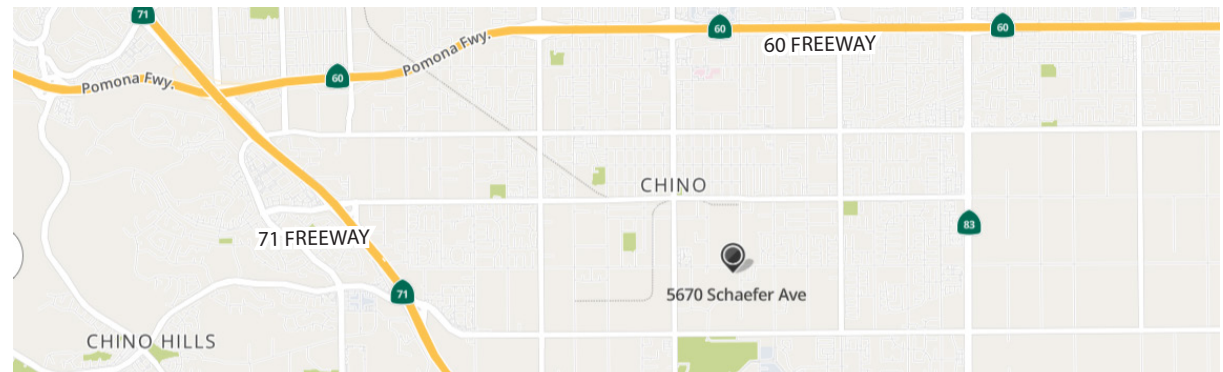 71
60
60 FREEWAY
60
Pomona Fwy.
Pomona Fwy.
60
CHINO
83
71 FREEWAY
5670 Schaefer Ave
71
CHINO HILLS